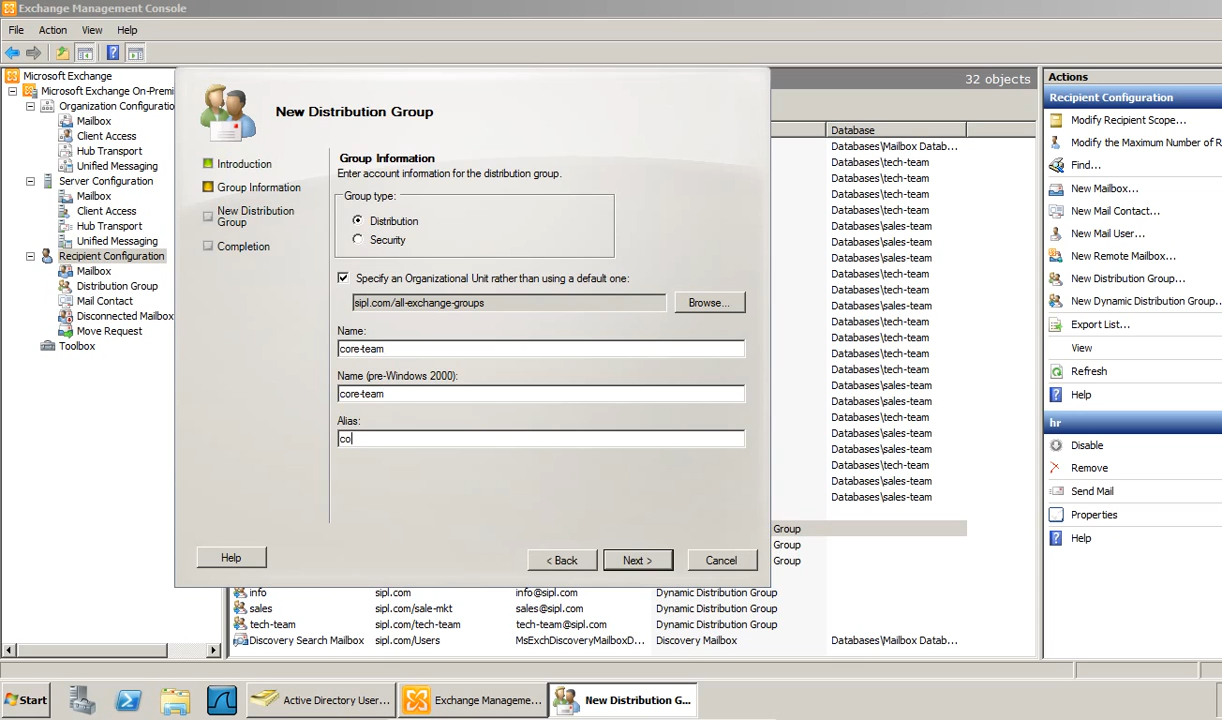 Exchange Management Console
File Action View Help
Microsoft Exchange
Microsoft Exchange On-Premi
Organization Configuratio
Mailbox
Client Access
Hub Transport
Unified Messaging
Server Configuration
Mailbox
Client Access
Hub Transport
Unified Messaging
Recipient Configuration
Mailbox
Distribution Group
Mail Contact
Disconnected Mailbox
Move Request
Toolbox
New Distribution Group
Introduction
Group Information
New Distribution
Group
Completion
Group Information
Enter account information for the distribution group.
Group type:
Distribution
Security
Specify an Organizational Unit rather than using a default one:
sipl.com/all-exchange-groups
Browse...
Name:
core-team
Name (pre-Windows 2000):
core-team
Alias:
co
Help
< Back
Next >
Cancel
32 objects
Database
Databases\Mailbox Datab...
Databases\tech-team
Databases\tech-team
Databases\tech-team
Databases\tech-team
Databases\sales-team
Databases\tech-team
Databases\sales-team
Databases\tech-team
Databases\tech-team
Databases\sales-team
Databases\tech-team
Databases\tech-team
Databases\tech-team
Databases\tech-team
Databases\sales-team
Databases\sales-team
Databases\tech-team
Databases\sales-team
Databases\sales-team
Databases\tech-team
Databases\sales-team
Databases\sales-team
Group
Group
Group
info sipl.com info@sipl.com Dynamic Distribution Group
sales sipl.com/sale-mkt sales@sipl.com Dynamic Distribution Group
tech-team sipl.com/tech-team tech-team@sipl.com Dynamic Distribution Group
Discovery Search Mailbox sipl.com/Users MsExchDiscoveryMailboxD... Discovery Mailbox Databases\Mailbox Datab...
Actions
Recipient Configuration
Modify Recipient Scope...
Modify the Maximum Number of R
Find...
New Mailbox...
New Mail Contact...
New Mail User...
New Remote Mailbox...
New Distribution Group...
New Dynamic Distribution Group...
Export List...
View
Refresh
Help
hr
Disable
Remove
Send Mail
Properties
Help
Start
Active Directory User...
Exchange Manageme...
New Distribution G...